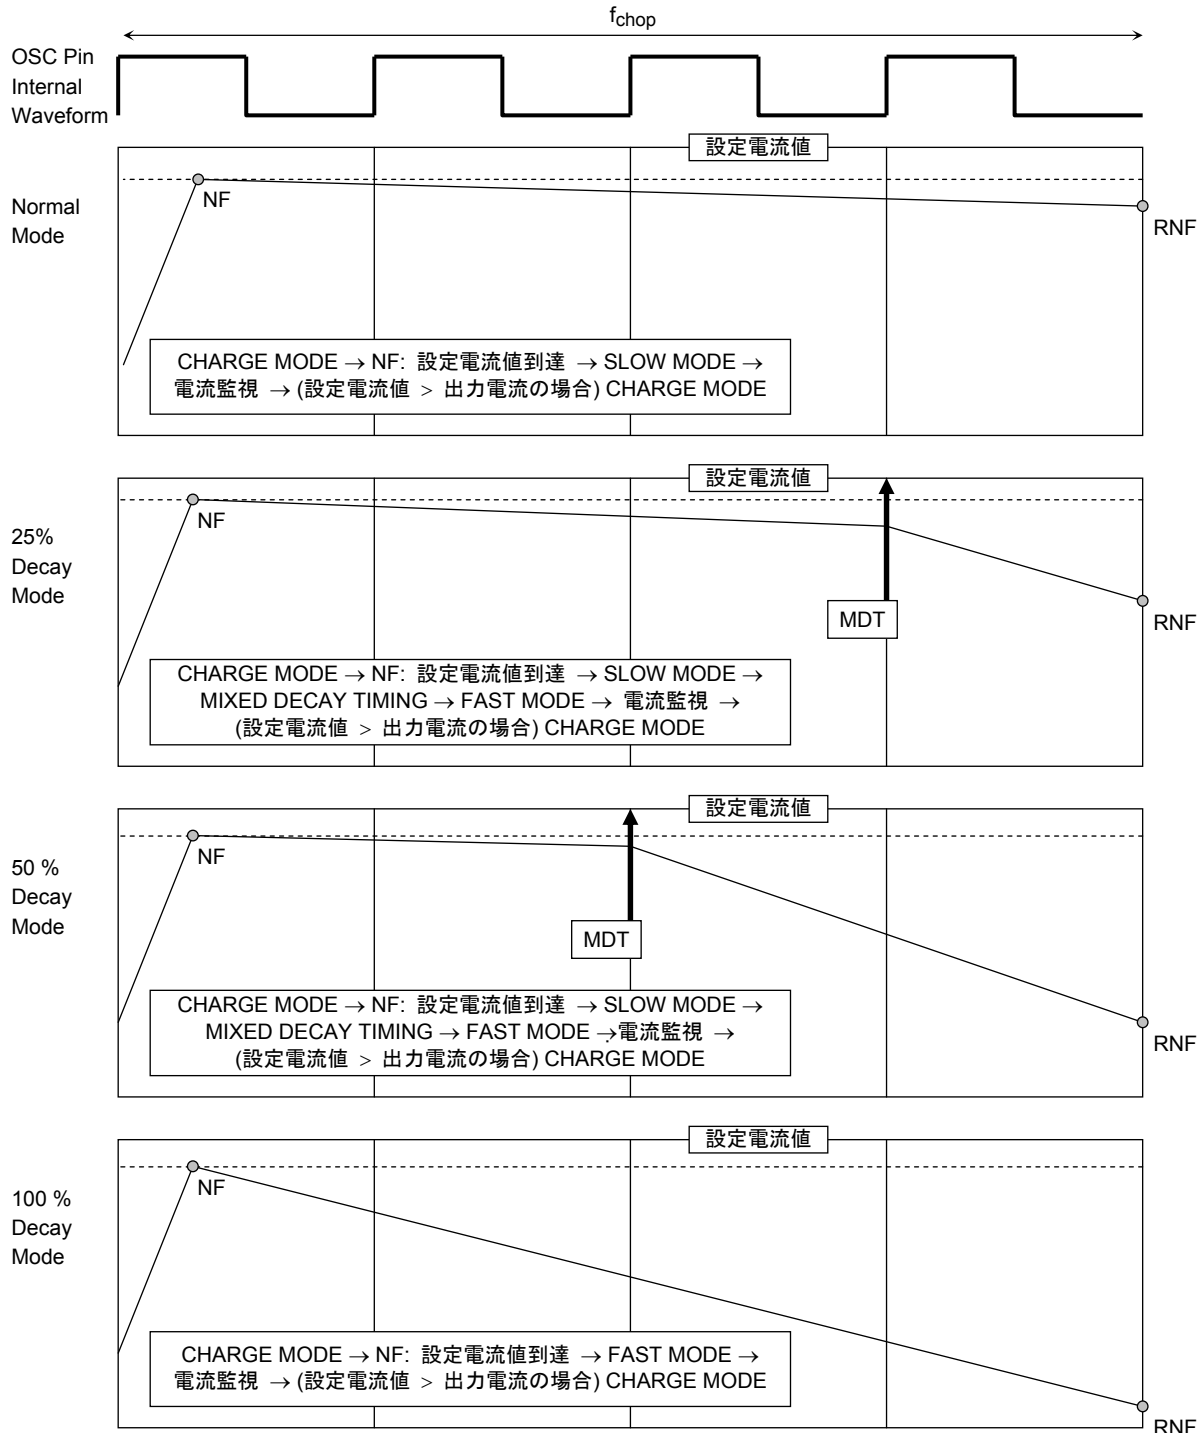 fchop
OSC Pin
Internal
Waveform
設定電流値
NF
Normal
Mode
RNF
CHARGE MODE → NF: 設定電流値到達 → SLOW MODE →
電流監視 → (設定電流値 > 出力電流の場合) CHARGE MODE
設定電流値
NF
25%
Decay
Mode
MDT
RNF
CHARGE MODE → NF: 設定電流値到達 → SLOW MODE →
MIXED DECAY TIMING → FAST MODE → 電流監視 →
(設定電流値 > 出力電流の場合) CHARGE MODE
設定電流値
NF
50 %
Decay
Mode
MDT
RNF
CHARGE MODE → NF: 設定電流値到達 → SLOW MODE →
MIXED DECAY TIMING → FAST MODE →電流監視 →
(設定電流値 > 出力電流の場合) CHARGE MODE
設定電流値
NF
100 %
Decay
Mode
CHARGE MODE → NF: 設定電流値到達 → FAST MODE →
電流監視 → (設定電流値 > 出力電流の場合) CHARGE MODE
RNF